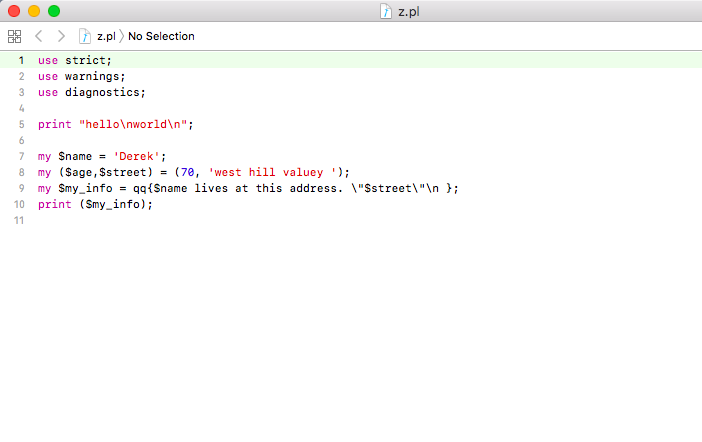 z.pl
z.pl 〉 No Selection
1 use strict;
2 use warnings;
3 use diagnostics;
4
5 print "hello\nworld\n";
6
7 my $name = 'Derek';
8 my ($age,$street) = (70, 'west hill valuey ');
9 my $my_info = qq{$name lives at this address. \"$street\"\n };
10 print ($my_info);
11